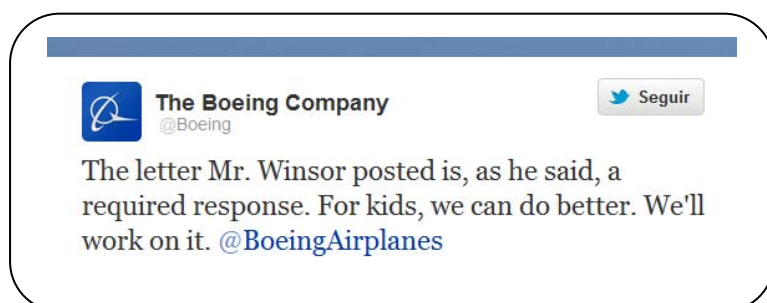 The Boeing Company
Seguir
@Boeing
The letter Mr. Winsor posted is, as he said, a
required response. For kids, we can do better. We'll
work on it. @BoeingAirplanes